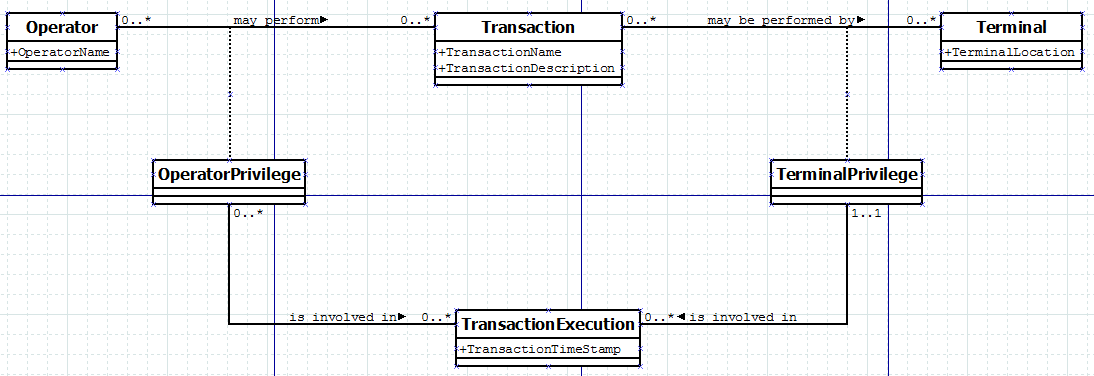 0..* may perform 0..*
Operator
+OperatorName
Transaction
+TransactionName
+TransactionDescription
0..* may be performed by 0..*
Terminal
+TerminalLocation
OperatorPrivilege
0..*
TerminalPrivilege
1..1
is involved in 0..*
TransactionExecution
+TransactionTimeStamp
0..* is involved in